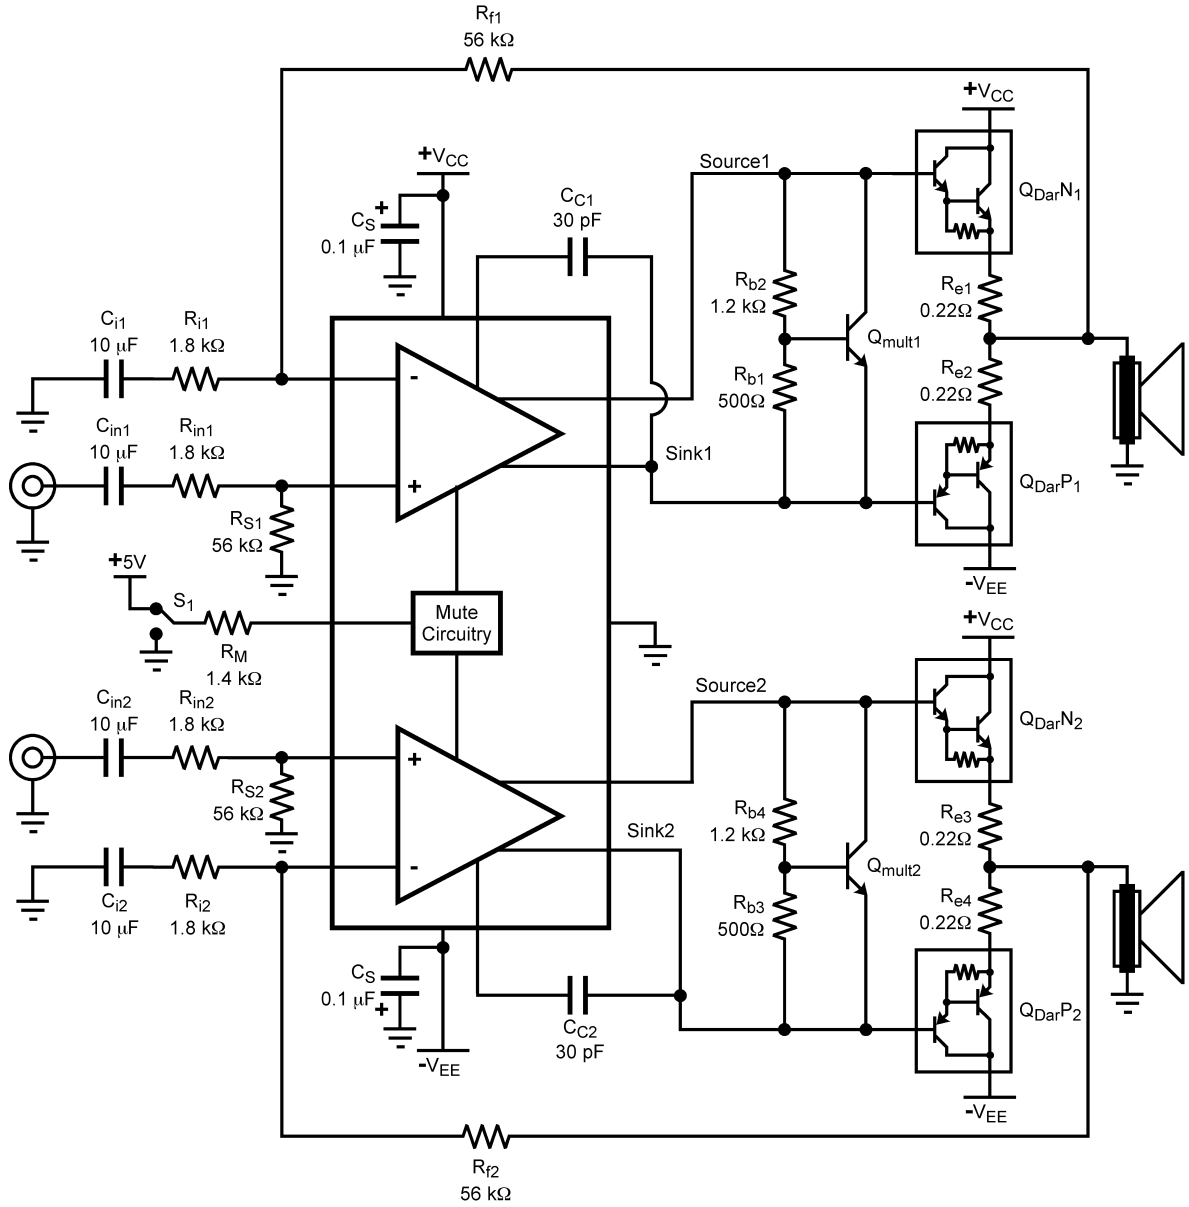 Rf1
56 kΩ
+VCC
+VCC
Source1
CC1
30 pF
QDarN1
CS
+
0.1 μF
Rb2
1.2 kΩ
Re1
0.22Ω
Ci1
10 μF
Ri1
1.8 kΩ
Qmult1
-
Rb1
500Ω
Re2
0.22Ω
Cin1
10 μF
Rin1
1.8 kΩ
Sink1
+
QDarP1
RS1
56 kΩ
+5V
-VEE
S1
Mute
Circuitry
RM
1.4 kΩ
+VCC
Source2
Cin2
10 μF
Rin2
1.8 kΩ
QDarN2
+
RS2
56 kΩ
Sink2
Rb4
1.2 kΩ
Re3
0.22Ω
-
Qmult2
Ci2
10 μF
Ri2
1.8 kΩ
Rb3
500Ω
Re4
0.22Ω
CS
0.1 μF
+
CC2
30 pF
QDarP2
-VEE
-VEE
Rf2
56 kΩ